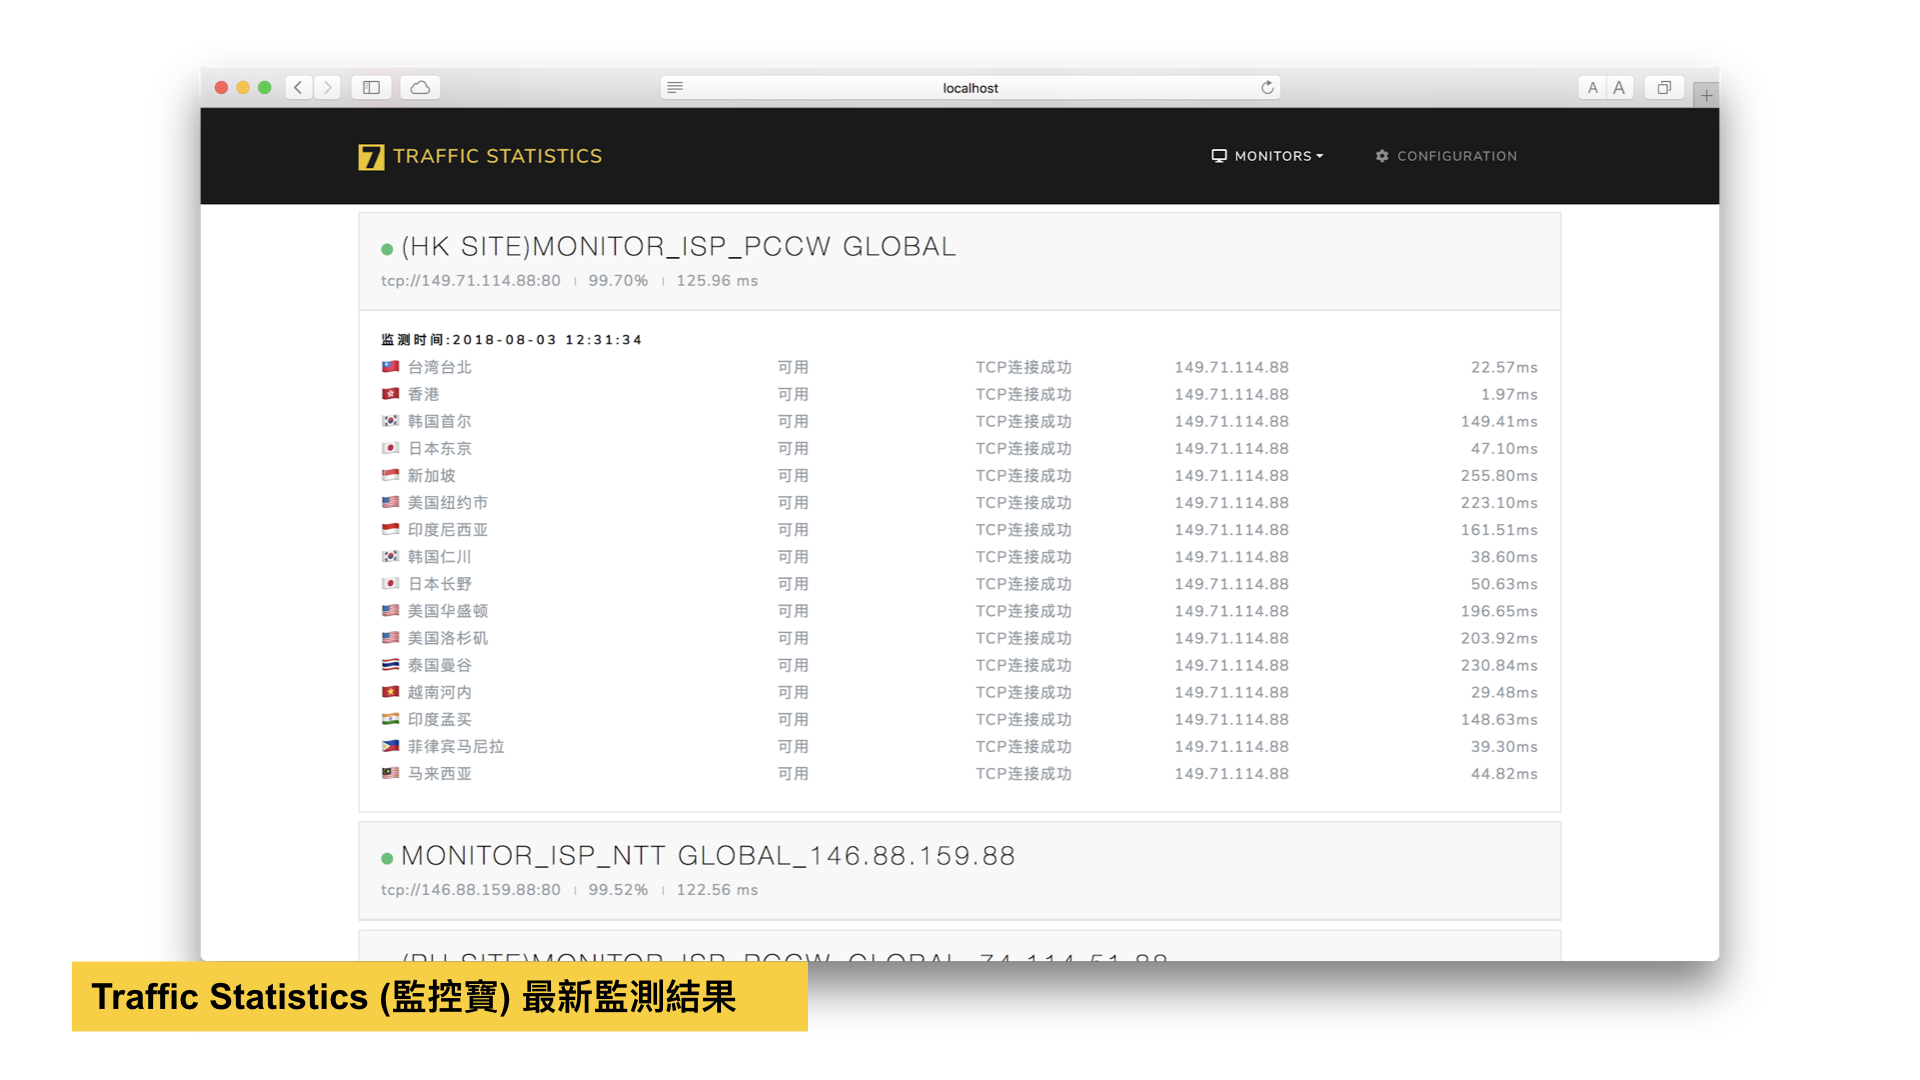 localhost
A A
7 TRAFFIC STATISTICS
MONITORS
CONFIGURATION
(HK SITE)MONITOR_ISP_PCCW GLOBAL
tcp://149.71.114.88:80 | 99.70% | 125.96 ms
监测时间:2018-08-03 12:31:34
台湾台北 可用 TCP连接成功 149.71.114.88 22.57ms
香港 可用 TCP连接成功 149.71.114.88 1.97ms
韩国首尔 可用 TCP连接成功 149.71.114.88 149.41ms
日本东京 可用 TCP连接成功 149.71.114.88 47.10ms
新加坡 可用 TCP连接成功 149.71.114.88 255.80ms
美国纽约市 可用 TCP连接成功 149.71.114.88 223.10ms
印度尼西亚 可用 TCP连接成功 149.71.114.88 161.51ms
韩国仁川 可用 TCP连接成功 149.71.114.88 38.60ms
日本长野 可用 TCP连接成功 149.71.114.88 50.63ms
美国华盛顿 可用 TCP连接成功 149.71.114.88 196.65ms
美国洛杉矶 可用 TCP连接成功 149.71.114.88 203.92ms
泰国曼谷 可用 TCP连接成功 149.71.114.88 230.84ms
越南河内 可用 TCP连接成功 149.71.114.88 29.48ms
印度孟买 可用 TCP连接成功 149.71.114.88 148.63ms
菲律宾马尼拉 可用 TCP连接成功 149.71.114.88 39.30ms
马来西亚 可用 TCP连接成功 149.71.114.88 44.82ms
MONITOR_ISP_NTT GLOBAL_146.88.159.88
tcp://146.88.159.88:80 | 99.52% | 122.56 ms
(PH SITE)MONITOR_ISP_PCCW GLOBAL_74.114.51.88
Traffic Statistics (監控寶) 最新監測結果